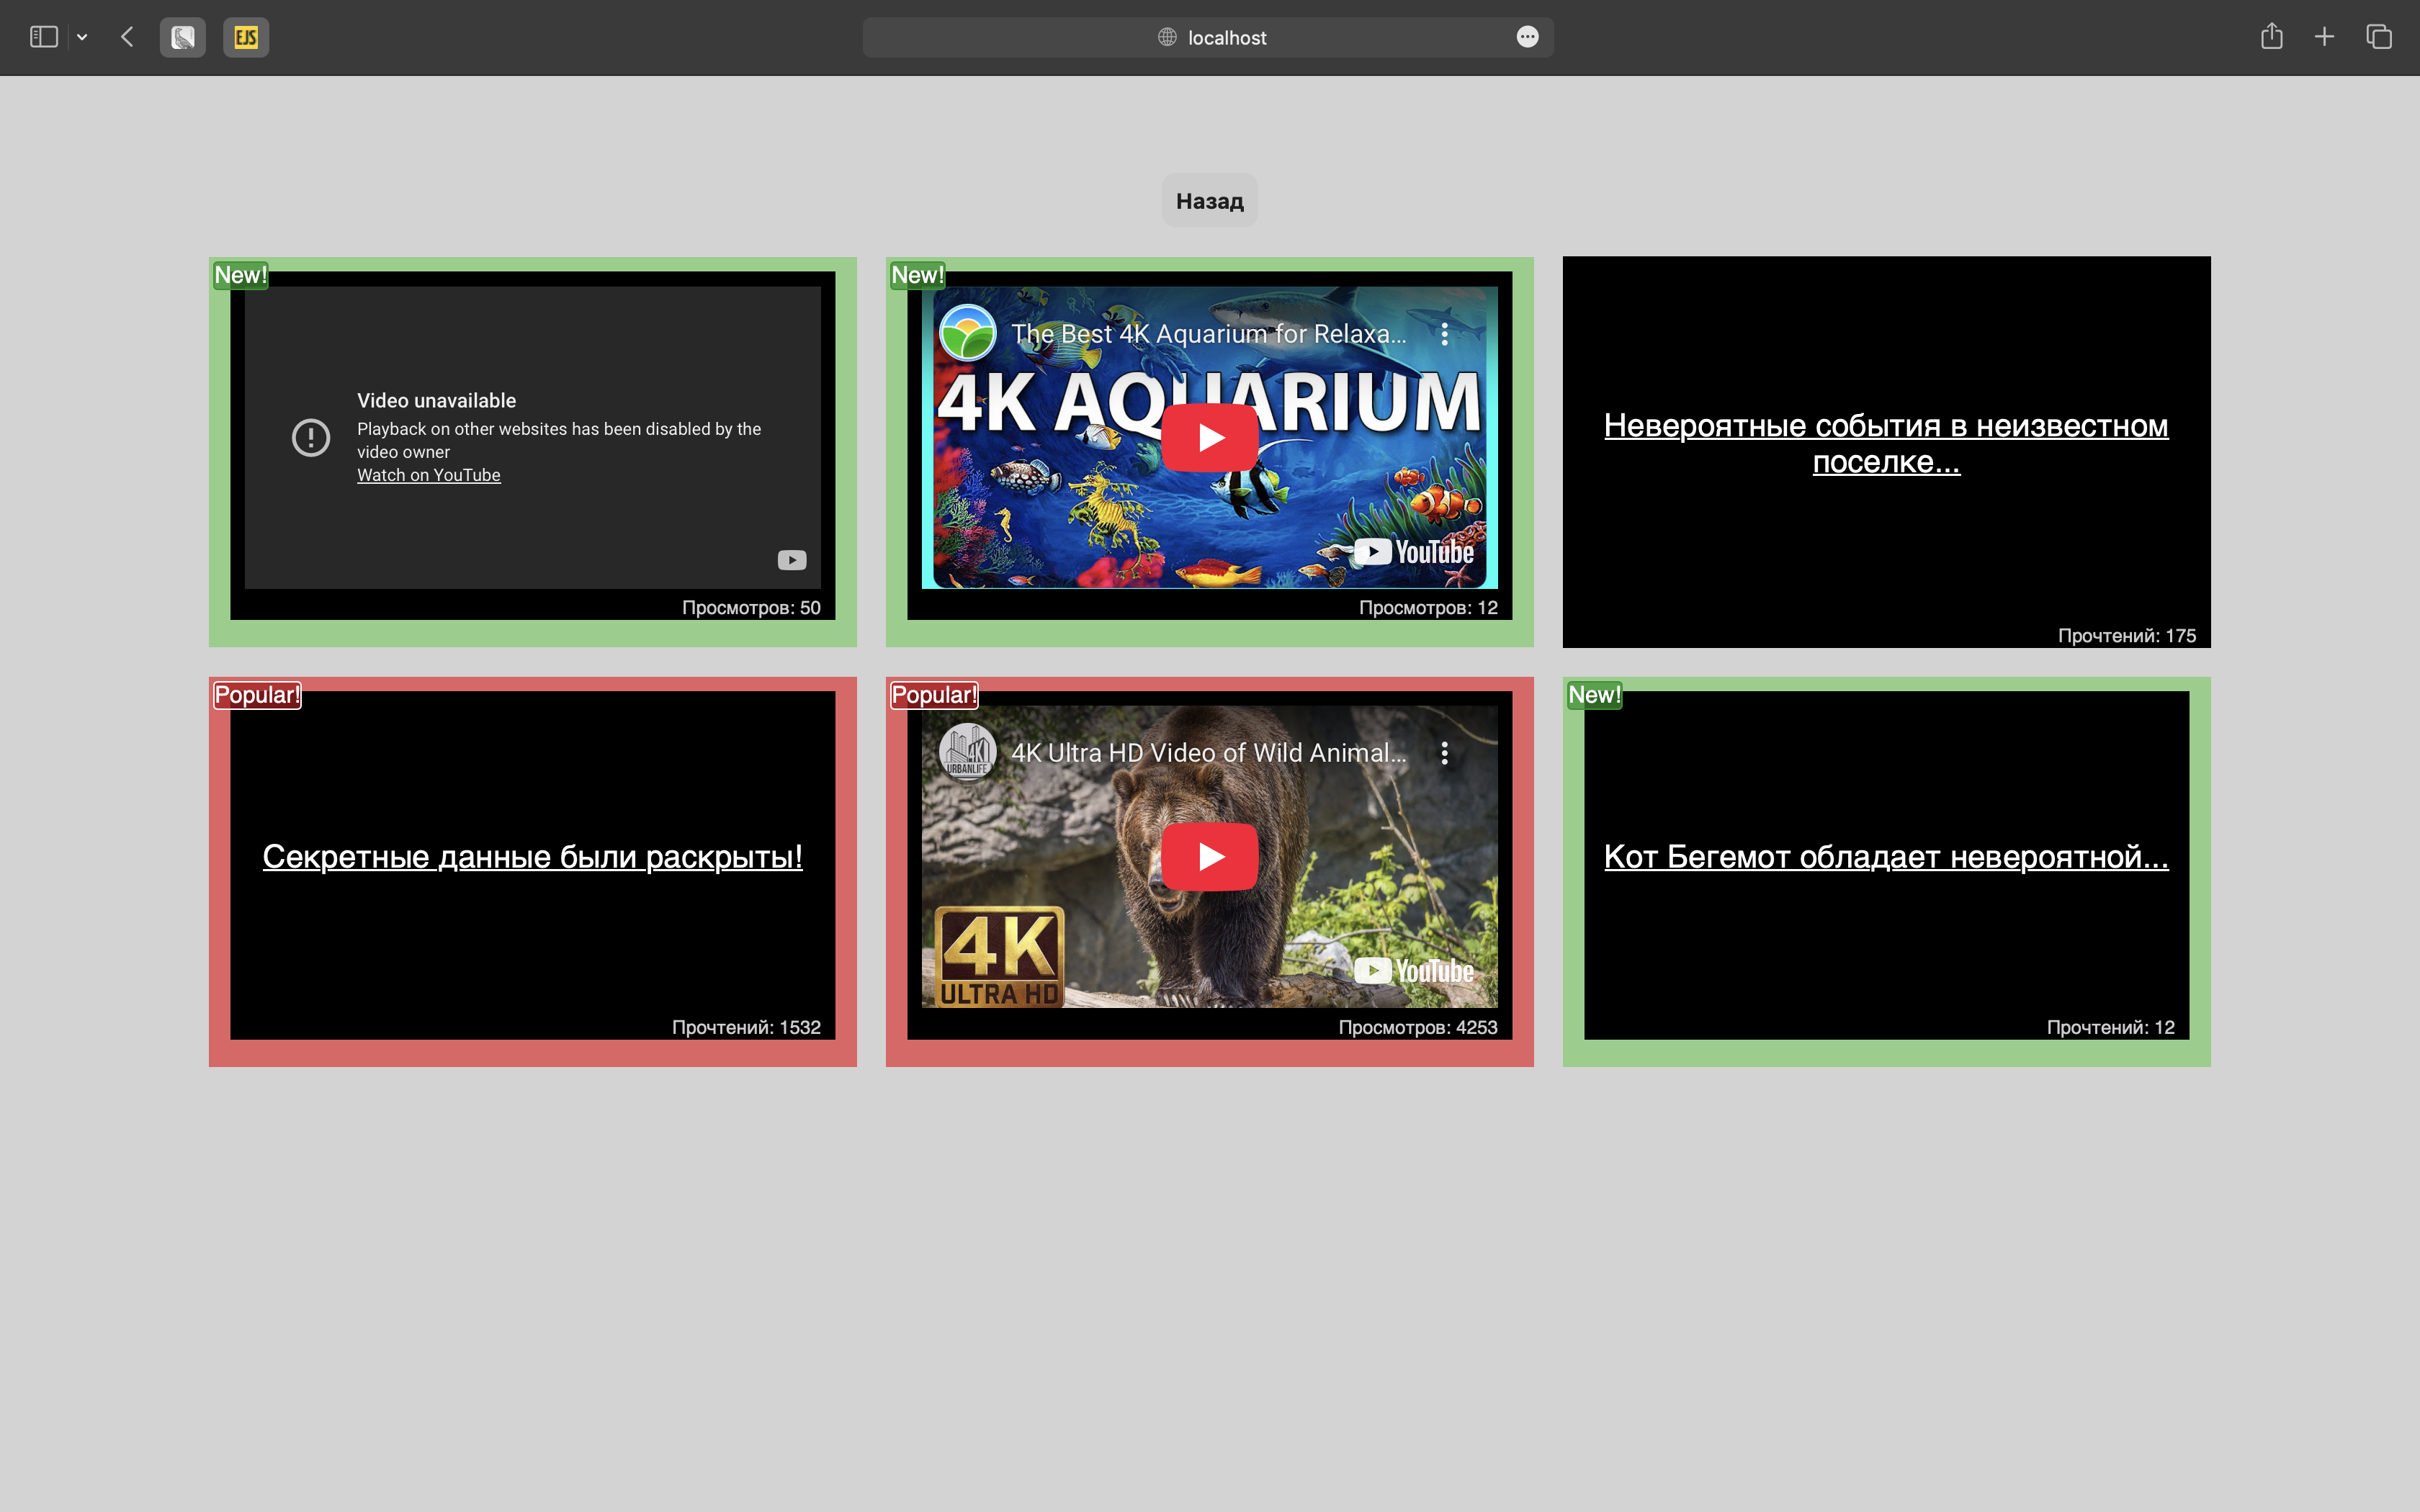 EJS
localhost
Назад
New!
Video unavailable
Playback on other websites has been disabled by the
video owner
Watch on YouTube
Просмотров: 50
New!
The Best 4K Aquarium for Relaxa...
4K AQUARIUM
YouTube
Просмотров: 12
Невероятные события в неизвестном
поселке...
Прочтений: 175
Popular!
Секретные данные были раскрыты!
Прочтений: 1532
Popular!
4K URBANLIFE
4K Ultra HD Video of Wild Animal...
4K
ULTRA HD
YouTube
Просмотров: 4253
New!
Кот Бегемот обладает невероятной...
Прочтений: 12